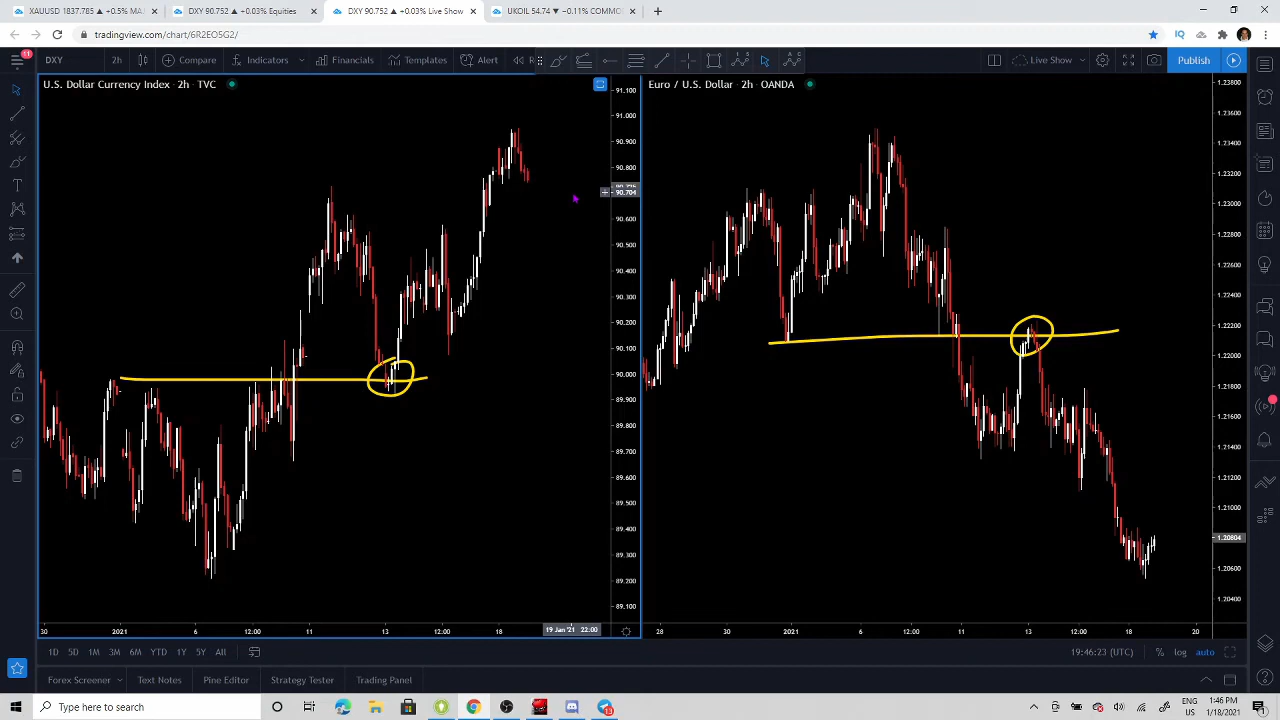 XAUUSD 1837.785 ▲ +0.5% MA
DXY 90.752 ▲ +0.03% Equities
DXY 90.752 ▲ +0.03% Live Show
UKOIL 54.74 ▼ −0.11% COMMO
tradingview.com/chart/6R2EO5G2/
IQ
11
DXY
2h
Compare
Indicators
Financials
Templates
Alert
Live Show
Publish
U.S. Dollar Currency Index · 2h · TVC
Euro / U.S. Dollar · 2h · OANDA
91.100
91.000
90.900
90.800
90.704
90.600
90.500
90.400
90.300
90.200
90.100
90.000
89.900
89.800
89.700
89.600
89.500
89.400
89.300
89.200
89.100
1.23800
1.23600
1.23400
1.23200
1.23000
1.22800
1.22600
1.22400
1.22200
1.22000
1.21800
1.21600
1.21400
1.21200
1.21000
1.20804
1.20600
1.20400
30
2021
6
12:00
11
13
12:00
18
19 Jan '21 22:00
28
30
2021
6
12:00
11
13
12:00
18
20
1D
5D
1M
3M
6M
YTD
1Y
5Y
All
19:46:23 (UTC)
%
log
auto
Forex Screener
Text Notes
Pine Editor
Strategy Tester
Trading Panel
Type here to search
13
ENG
US
1:46 PM
1/18/2021
1